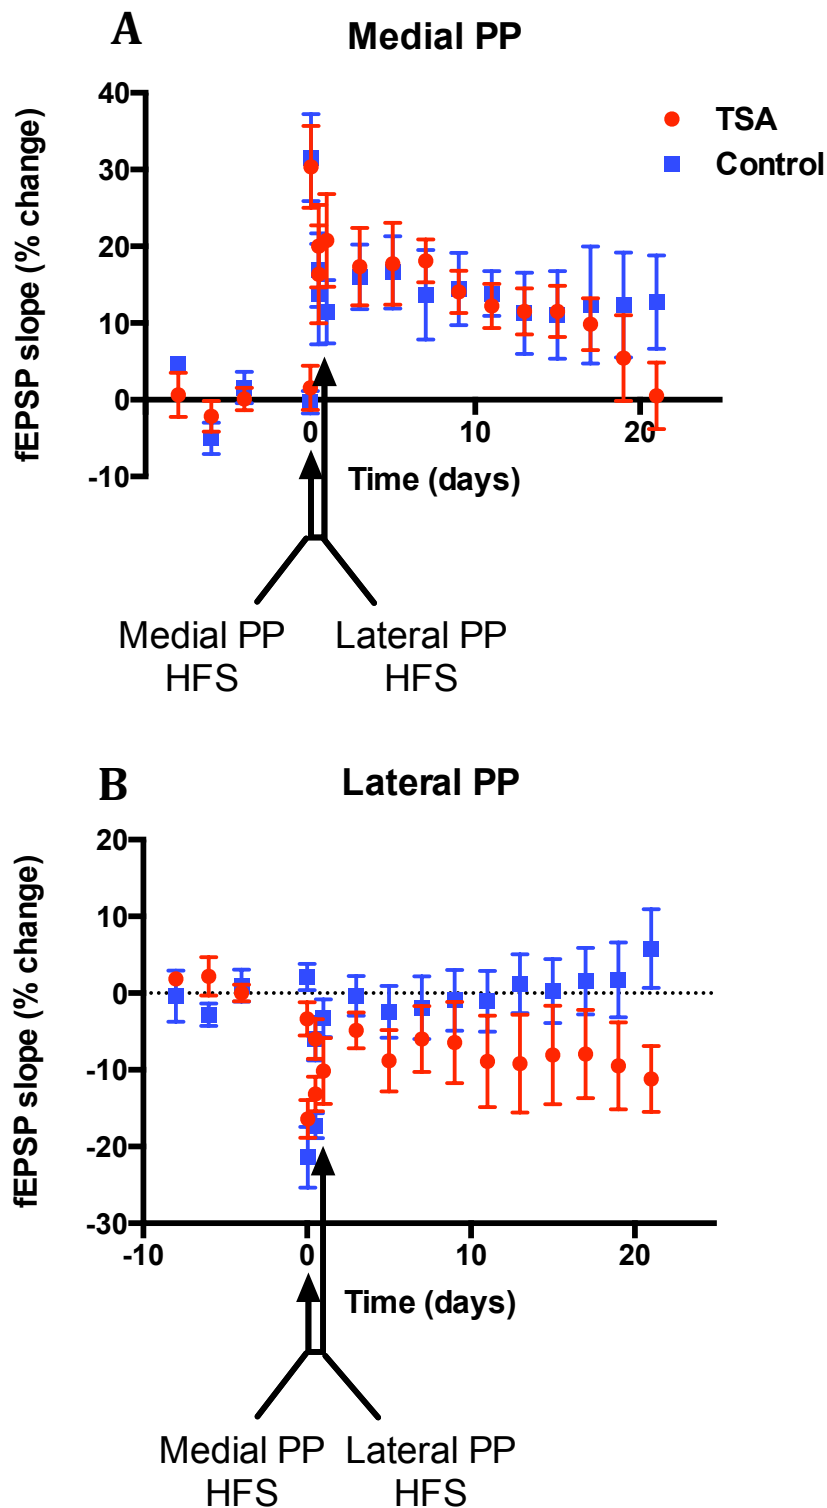 A
Medial PP
fEPSP slope (% change)
40
30
20
10
0
-10
0
10
20
TSA
Control
Time (days)
Medial PP
HFS
Lateral PP
HFS
B
Lateral PP
fEPSP slope (% change)
20
10
0
-10
-20
-30
-10
0
10
20
Time (days)
Medial PP
HFS
Lateral PP
HFS